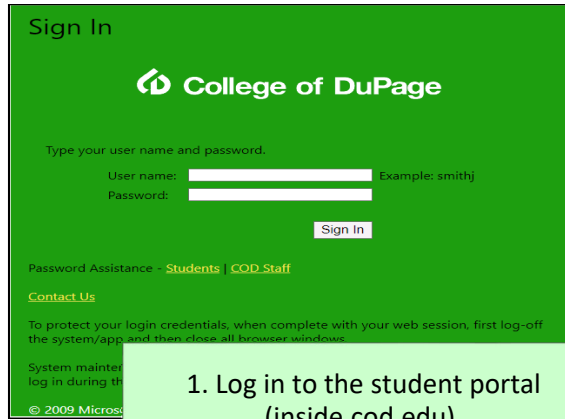 Sign In
College of DuPage
Type your user name and password.
User name: Example: smithj
Password:
Sign In
Password Assistance - Students | COD Staff
Contact Us
To protect your login credentials, when complete with your web session, first log-off
the system/app and then close all browser windows.
System
log in during
© 2009
1. Log in to the student portal
(inside.cod.edu)